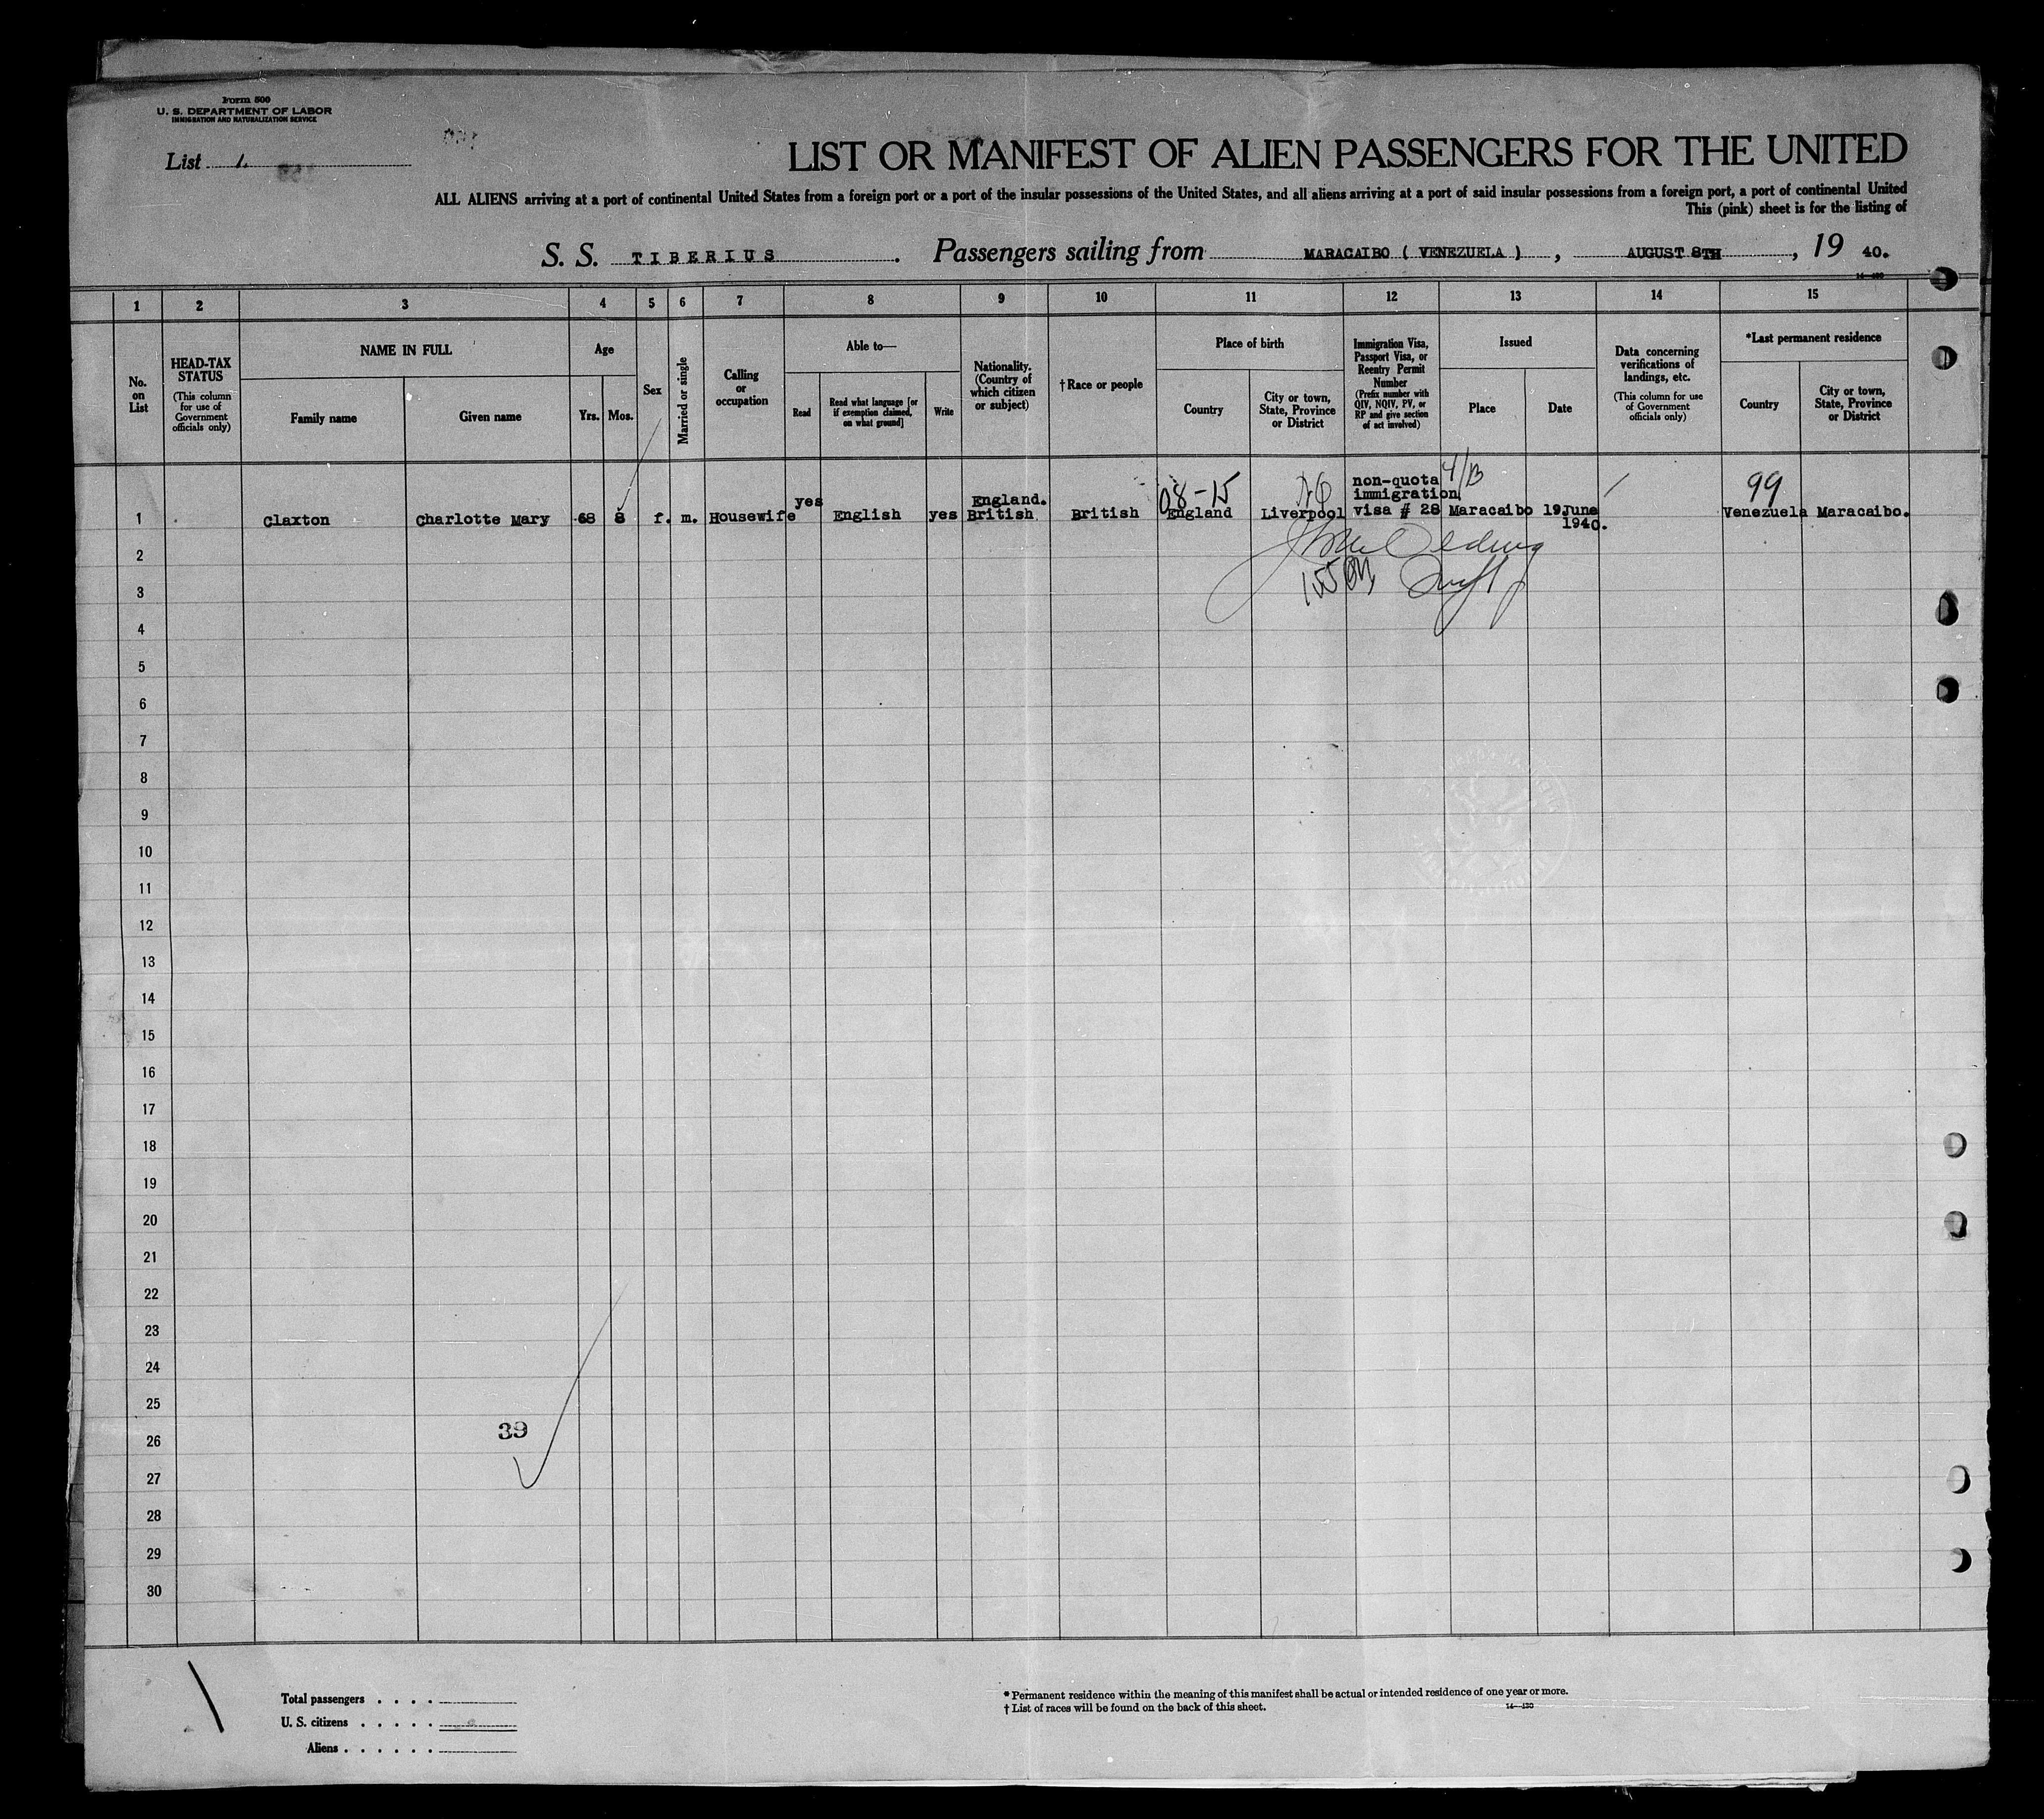 Form 500
U. S. DEPARTMENT OF LABOR
IMMIGRATION AND NATURALIZATION SERVICE
List 1.
LIST OR MANIFEST OF ALIEN PASSENGERS FOR THE UNITED
ALL ALIENS arriving at a port of continental United States from a foreign port or a port of the insular possessions of the United States, and all aliens arriving at a port of said insular possessions from a foreign port, a port of continental United
This (pink) sheet is for the listing of
S. S. TIBERIUS . Passengers sailing from MARACAIBO ( VENEZUELA ) , AUGUST 8TH , 19 40.
1 2 3 4 5 6 7 8 9 10 11 12 13 14 15
No. on List
HEAD-TAX STATUS
(This column for use of Government officials only)
NAME IN FULL
Family name
Given name
Age
Yrs.
Mos.
Sex
Married or single
Calling or occupation
Able to—
Read
Read what language [or if exemption claimed, on what ground]
Write
Nationality. (Country of which citizen or subject)
†Race or people
Place of birth
Country
City or town, State, Province or District
Immigration Visa, Passport Visa, or Reentry Permit Number
(Prefix number with QIV, NQIV, PV, or RP and give section of act involved)
Issued
Place
Date
Data concerning verifications of landings, etc.
(This column for use of Government officials only)
*Last permanent residence
Country
City or town, State, Province or District
1 Claxton Charlotte Mary 68 8 f. m. Housewife yes English yes England. British British 08-15 England Liverpool non-quota immigration visa # 28 4/B Maracaibo 19June 1940. 99 Venezuela Maracaibo.
2
3
4
5
6
7
8
9
10
11
12
13
14
15
16
17
18
19
20
21
22
23
24
25
26
27
28
29
30
39
Total passengers . . . .
U. S. citizens . . . . .
Aliens . . . . . .
* Permanent residence within the meaning of this manifest shall be actual or intended residence of one year or more.
† List of races will be found on the back of this sheet.
14—120